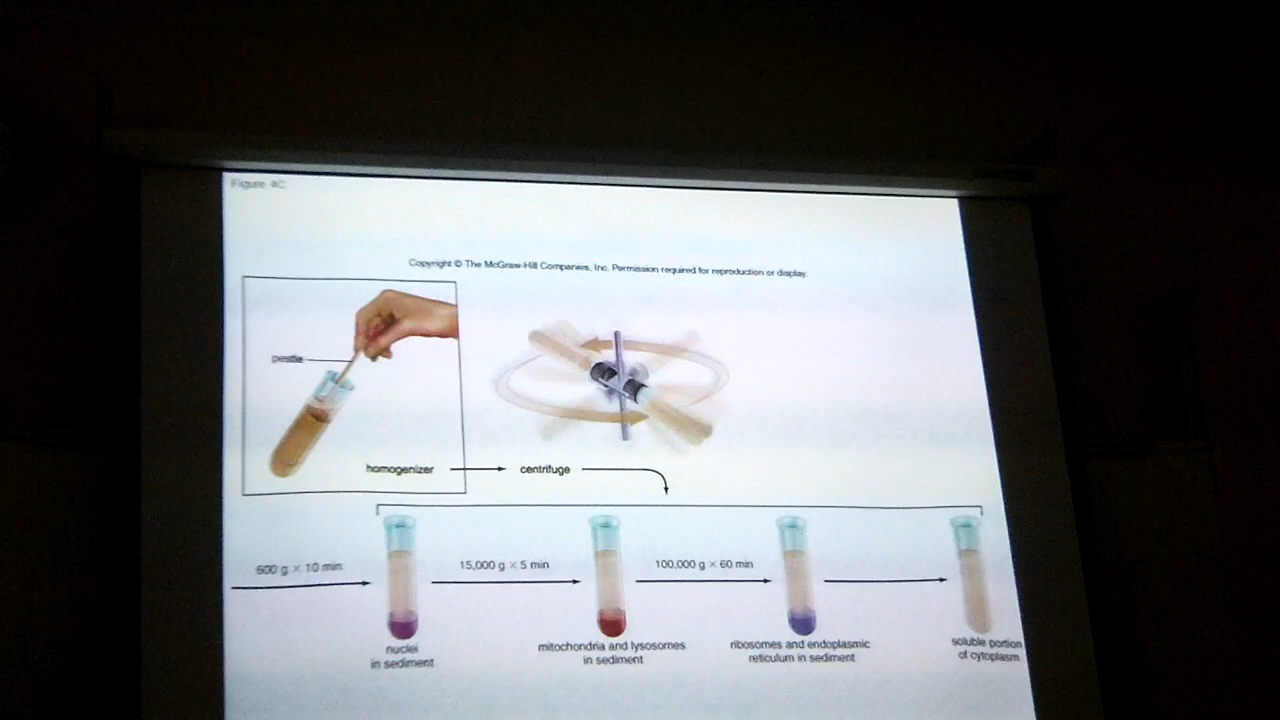 Figure 4C
Copyright © The McGraw-Hill Companies, Inc. Permission required for reproduction or display.
pestle
homogenizer
centrifuge
600 g × 10 min
15,000 g × 5 min
100,000 g × 60 min
nuclei
in sediment
mitochondria and lysosomes
in sediment
ribosomes and endoplasmic
reticulum in sediment
soluble portion
of cytoplasm